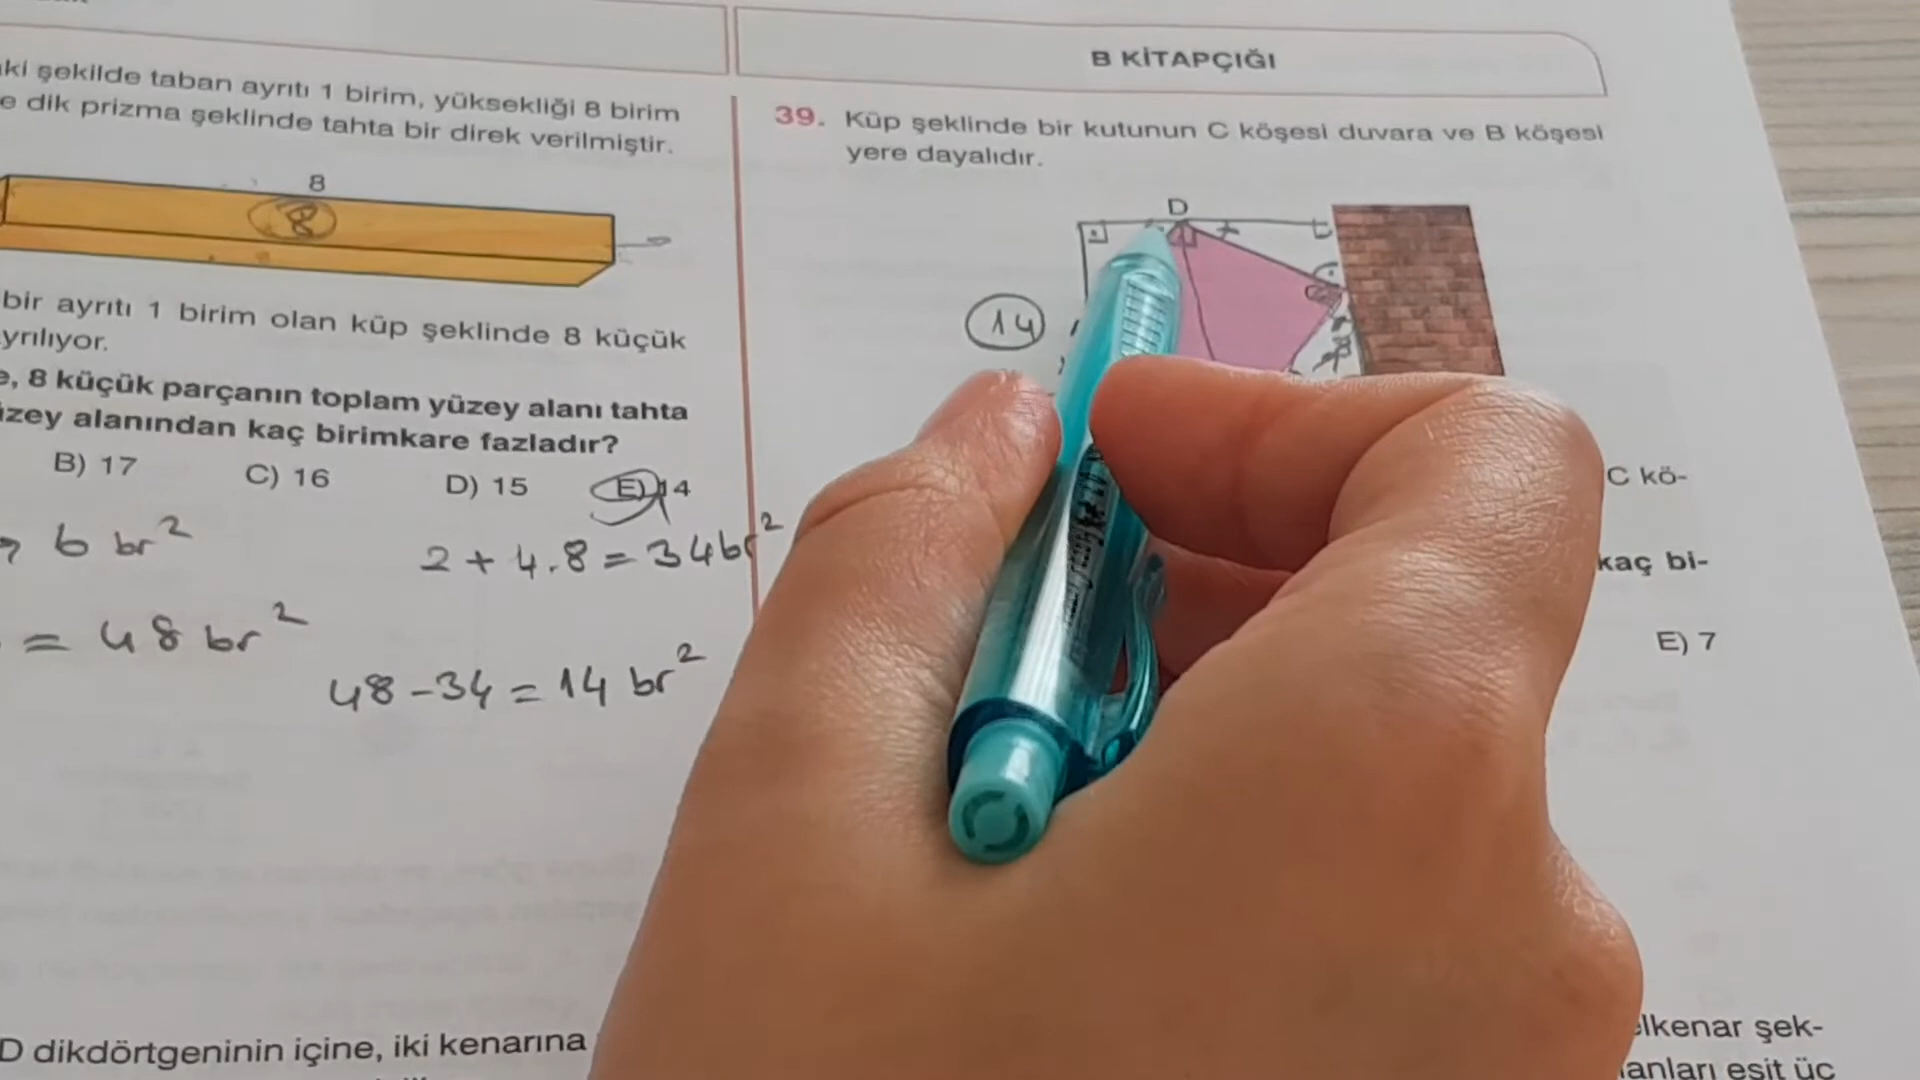 B KİTAPÇIĞI
ki şekilde taban ayrıtı 1 birim, yüksekliği 8 birim
e dik prizma şeklinde tahta bir direk verilmiştir.
8
8
bir ayrıtı 1 birim olan küp şeklinde 8 küçük
yrılıyor.
e, 8 küçük parçanın toplam yüzey alanı tahta
üzey alanından kaç birimkare fazladır?
B) 17 C) 16 D) 15 E) 14
6 br²
2 + 4.8 = 34br²
= 48 br²
48 - 34 = 14 br²
D dikdörtgeninin içine, iki kenarına
39. Küp şeklinde bir kutunun C köşesi duvara ve B köşesi
yere dayalıdır.
D
14
C kö-
kaç bi-
E) 7
elkenar şek-
anları eşit üç